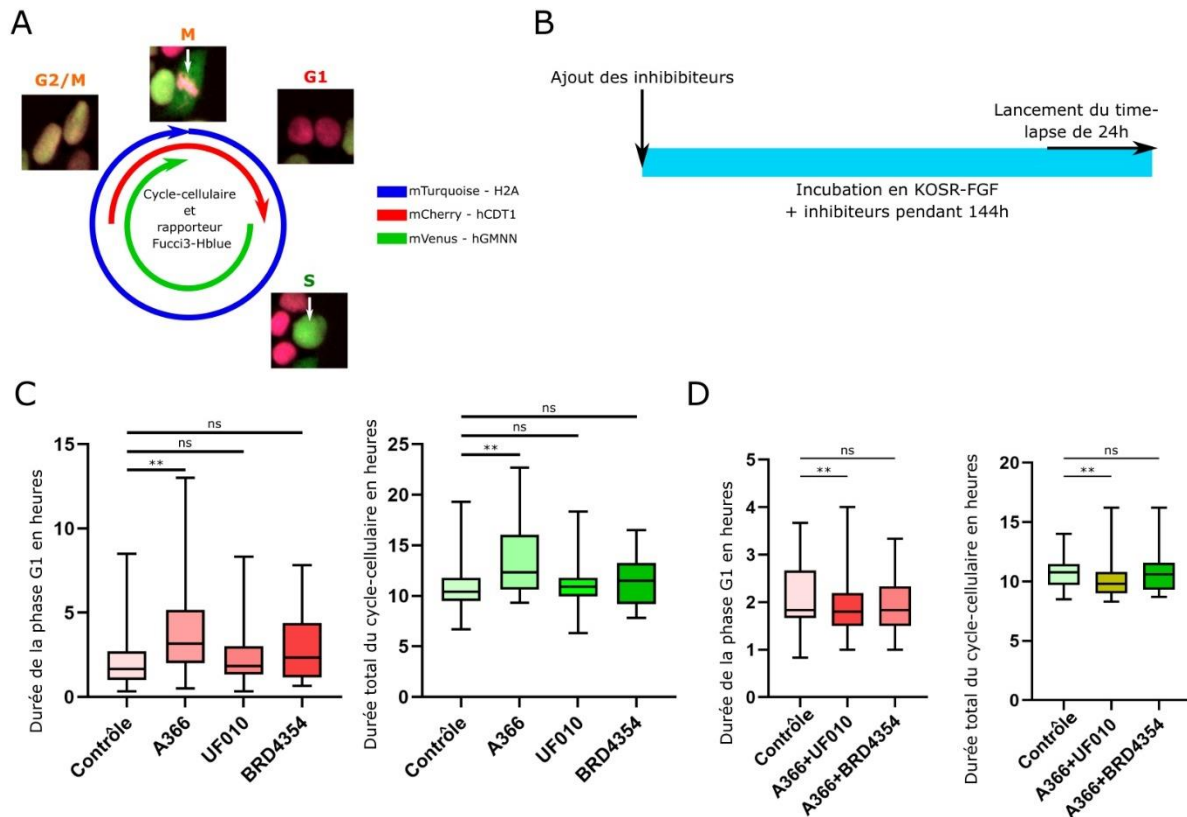 A
M
G2/M
G1
Cycle-cellulaire
et
rapporteur
Fucci3-Hblue
S
mTurquoise - H2A
mCherry - hCDT1
mVenus - hGMNN
B
Ajout des inhibibiteurs
Lancement du time-
lapse de 24h
Incubation en KOSR-FGF
+ inhibiteurs pendant 144h
C
Durée de la phase G1 en heures
15
10
5
0
ns
ns
**
Contrôle
A366
UF010
BRD4354
Durée total du cycle-cellulaire en heures
25
20
15
10
5
0
ns
ns
**
Contrôle
A366
UF010
BRD4354
D
Durée de la phase G1 en heures
5
4
3
2
1
0
ns
**
Contrôle
A366+UF010
A366+BRD4354
Durée total du cycle-cellulaire en heures
20
15
10
5
0
ns
**
Contrôle
A366+UF010
A366+BRD4354